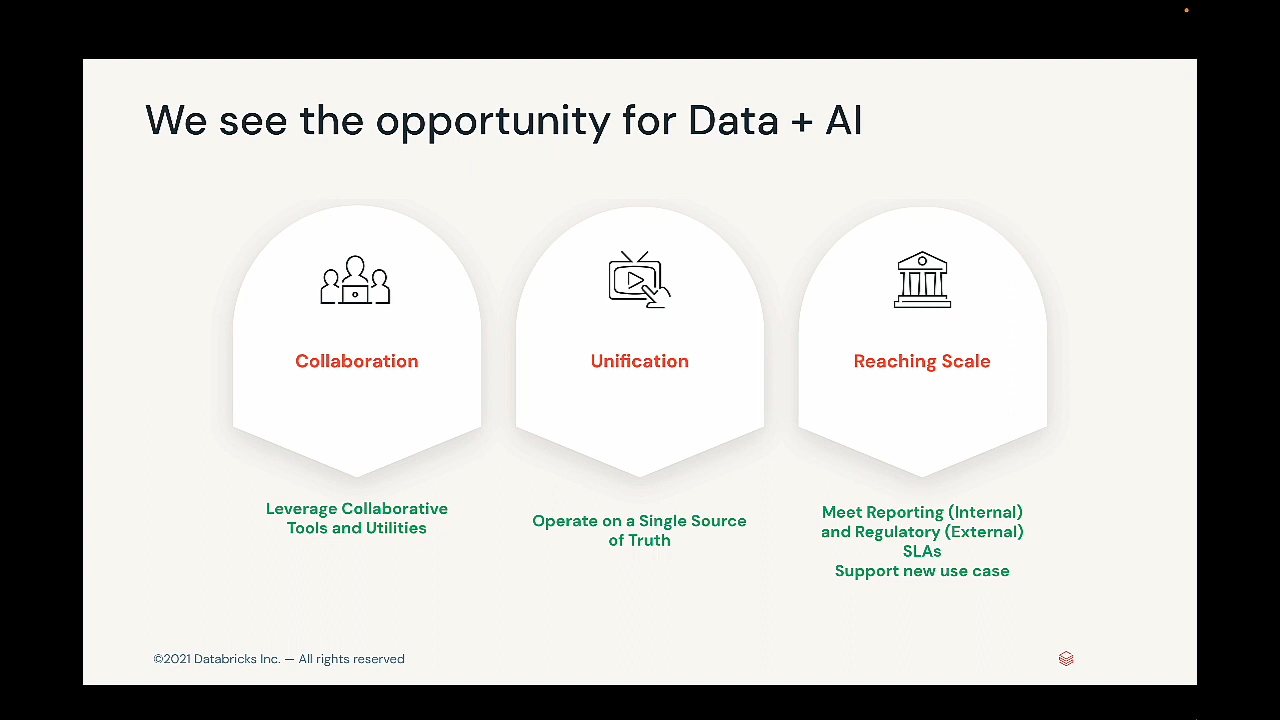 We see the opportunity for Data + AI
Collaboration
Unification
Reaching Scale
Leverage Collaborative
Tools and Utilities
Operate on a Single Source
of Truth
Meet Reporting (Internal)
and Regulatory (External)
SLAs
Support new use case
©2021 Databricks Inc. — All rights reserved